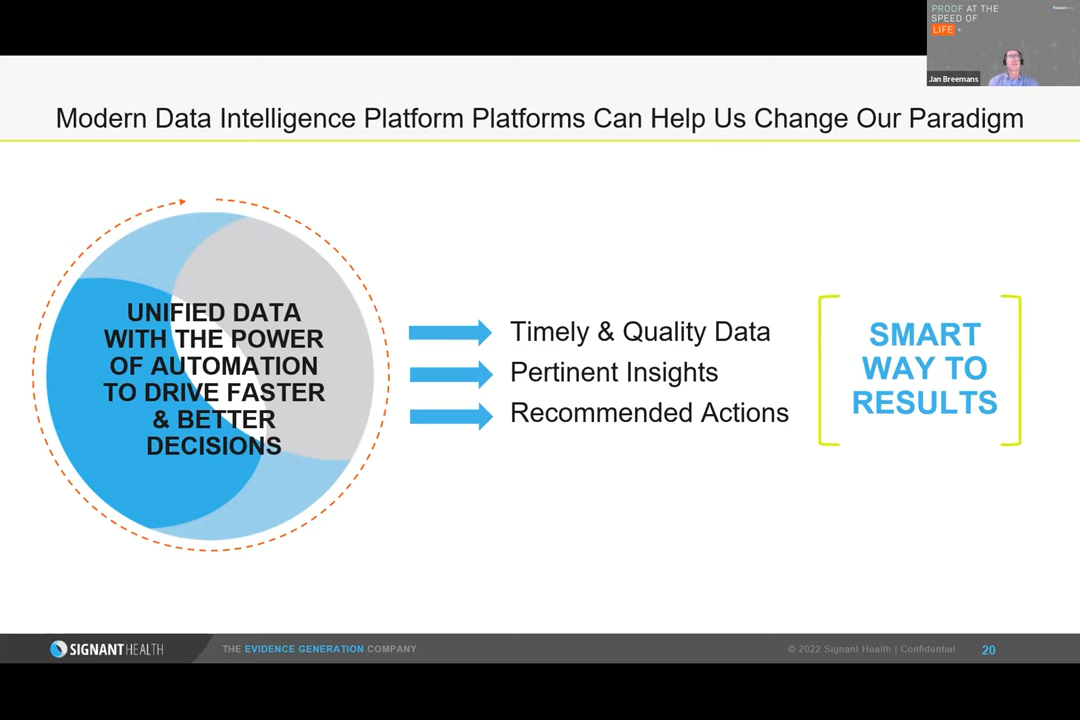 PROOF AT THE
SPEED OF
LIFE
Jan Breemans
Modern Data Intelligence Platform Platforms Can Help Us Change Our Paradigm
UNIFIED DATA
WITH THE POWER
OF AUTOMATION
TO DRIVE FASTER
& BETTER
DECISIONS
Timely & Quality Data
Pertinent Insights
Recommended Actions
SMART
WAY TO
RESULTS
SIGNANTHEALTH
THE EVIDENCE GENERATION COMPANY
© 2022 Signant Health | Confidential
20